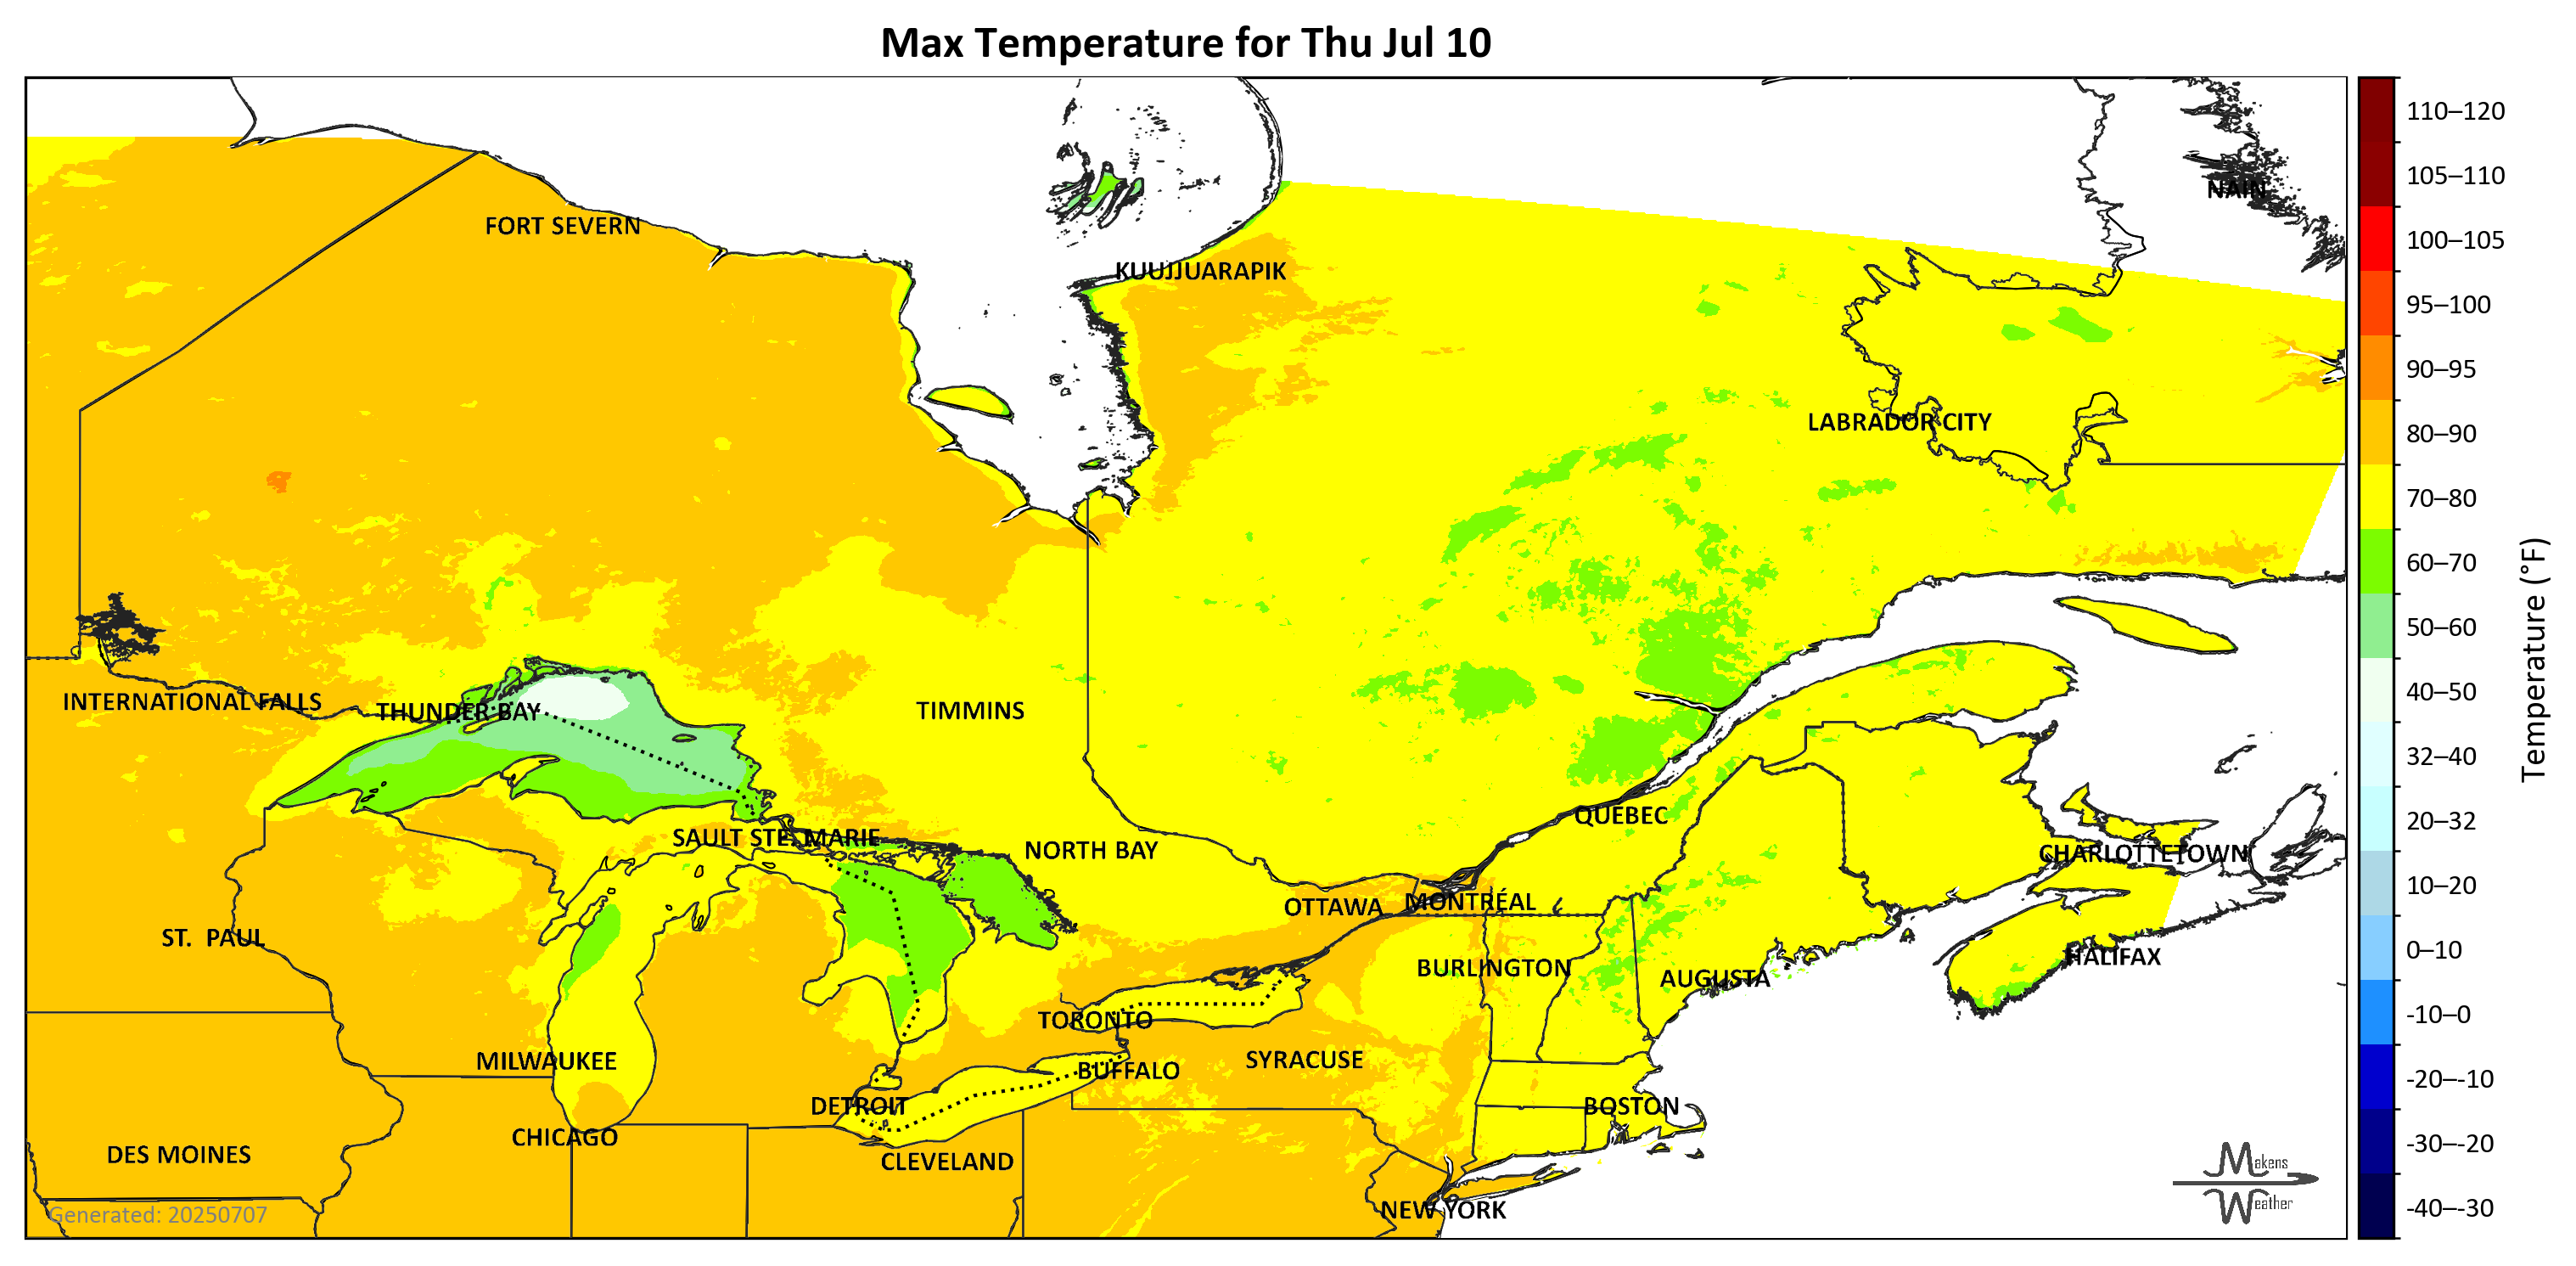 Max Temperature for Thu Jul 10
NAIN
FORT SEVERN
KUUJJUARAPIK
LABRADOR CITY
INTERNATIONAL FALLS
THUNDER BAY
TIMMINS
QUEBEC
SAULT STE. MARIE
NORTH BAY
CHARLOTTETOWN
OTTAWA
MONTRÉAL
ST. PAUL
HALIFAX
BURLINGTON
AUGUSTA
TORONTO
MILWAUKEE
SYRACUSE
BUFFALO
DETROIT
BOSTON
CHICAGO
DES MOINES
CLEVELAND
NEW YORK
Generated: 20250707
Makens
Weather
110–120
105–110
100–105
95–100
90–95
80–90
70–80
60–70
50–60
40–50
32–40
20–32
10–20
0–10
-10–0
-20–-10
-30–-20
-40–-30
Temperature (°F)